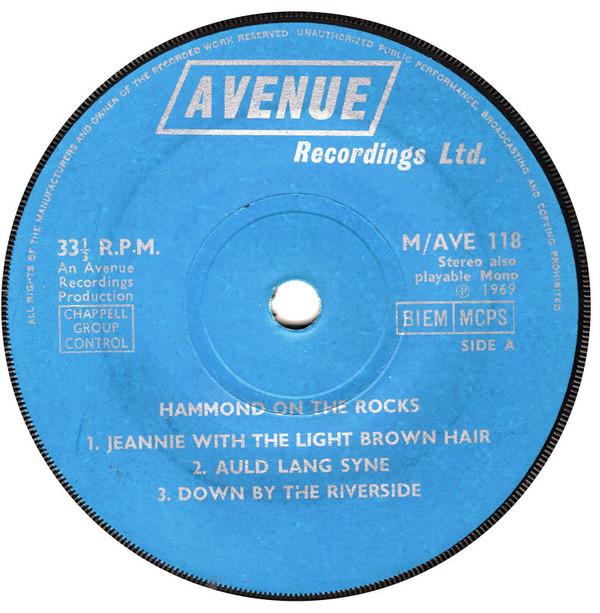 ALL RIGHTS OF THE MANUFACTURERS AND OWNER OF THE RECORDED WORK RESERVED UNAUTHORIZED PUBLIC PERFORMANCE, BROADCASTING AND COPYING PROHIBITED
AVENUE
Recordings Ltd.
33⅓ R.P.M.
An Avenue
Recordings
Production
CHAPPELL
GROUP
CONTROL
M/AVE 118
Stereo also
playable Mono
℗ 1969
BIEM MCPS
SIDE A
HAMMOND ON THE ROCKS
1. JEANNIE WITH THE LIGHT BROWN HAIR
2. AULD LANG SYNE
3. DOWN BY THE RIVERSIDE